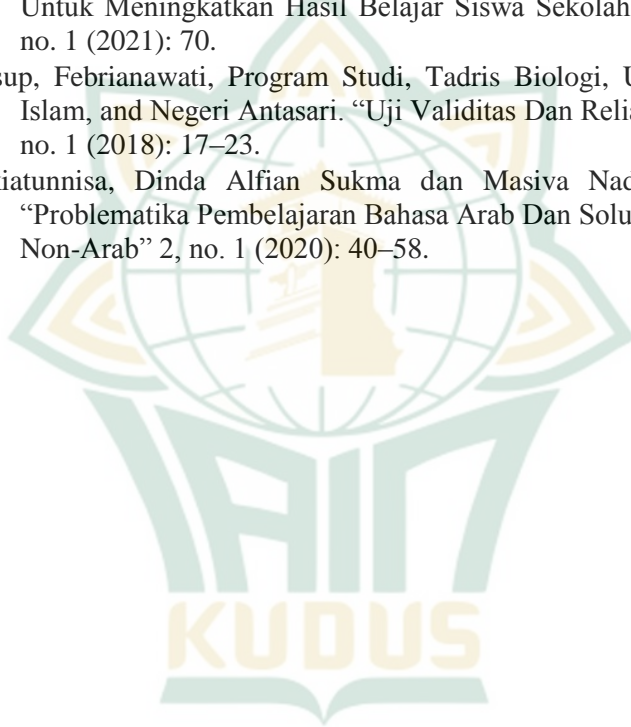 Untuk Meningkatkan Hasil Belajar Siswa Sekolah
no. 1 (2021): 70.
sup, Febrianawati, Program Studi, Tadris Biologi, U
Islam, and Negeri Antasari. “Uji Validitas Dan Relia
no. 1 (2018): 17–23.
kiatunnisa, Dinda Alfian Sukma dan Masiva Nad
“Problematika Pembelajaran Bahasa Arab Dan Solu
Non-Arab” 2, no. 1 (2020): 40–58.
IAIN
KUDUS